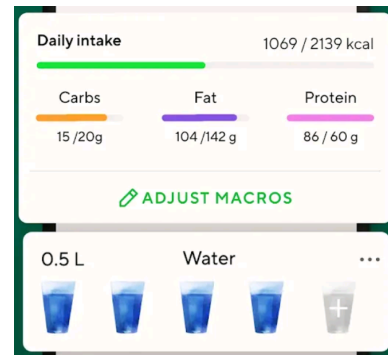 Daily intake 1069 / 2139 kcal
Carbs Fat Protein
15 /20g 104 /142 g 86 / 60 g
ADJUST MACROS
0.5 L Water